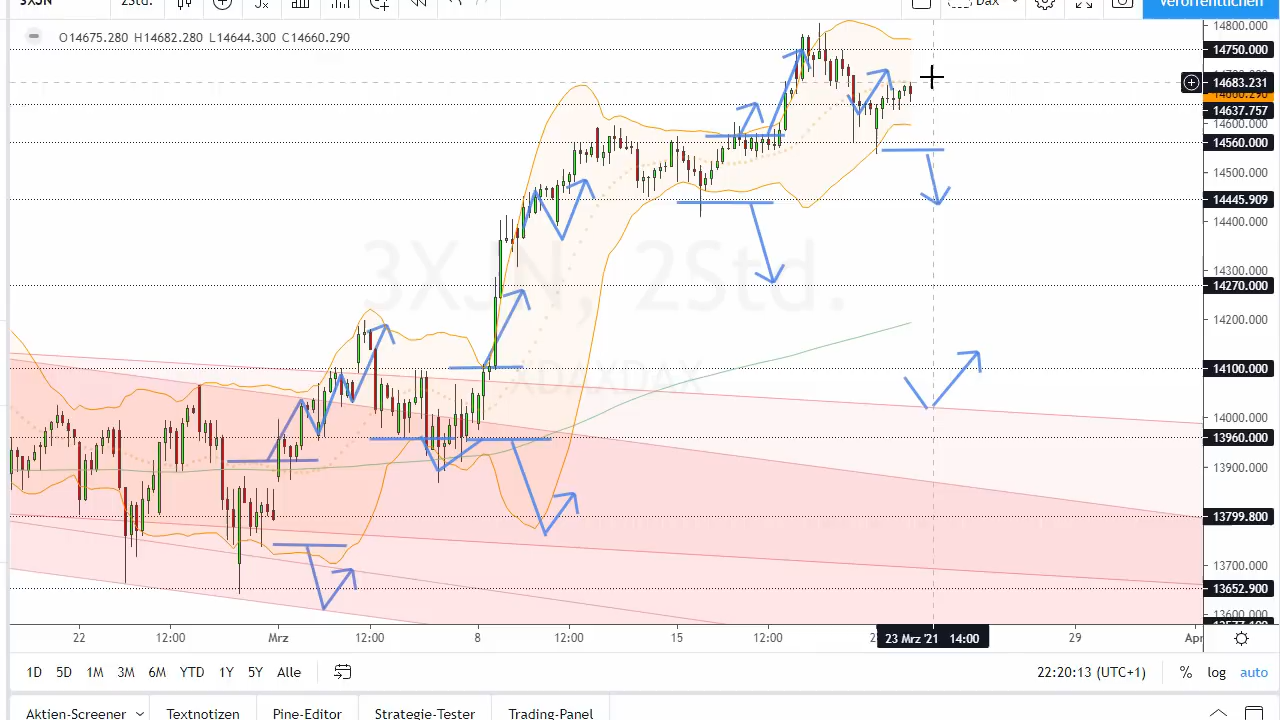 3XJN
2Std.
Dax
Veröffentlichen
O14675.280 H14682.280 L14644.300 C14660.290
3XJN, 2Std.
XDAXDAX
14800.000
14750.000
14683.231
14660.290
14637.757
14600.000
14560.000
14500.000
14445.909
14400.000
14300.000
14270.000
14200.000
14100.000
14000.000
13960.000
13900.000
13799.800
13700.000
13652.900
13600.000
22 12:00 Mrz 12:00 8 12:00 15 12:00 23 Mrz '21 14:00 29 Apr
1D 5D 1M 3M 6M YTD 1Y 5Y Alle
22:20:13 (UTC+1) % log auto
Aktien-Screener Textnotizen Pine-Editor Strategie-Tester Trading-Panel